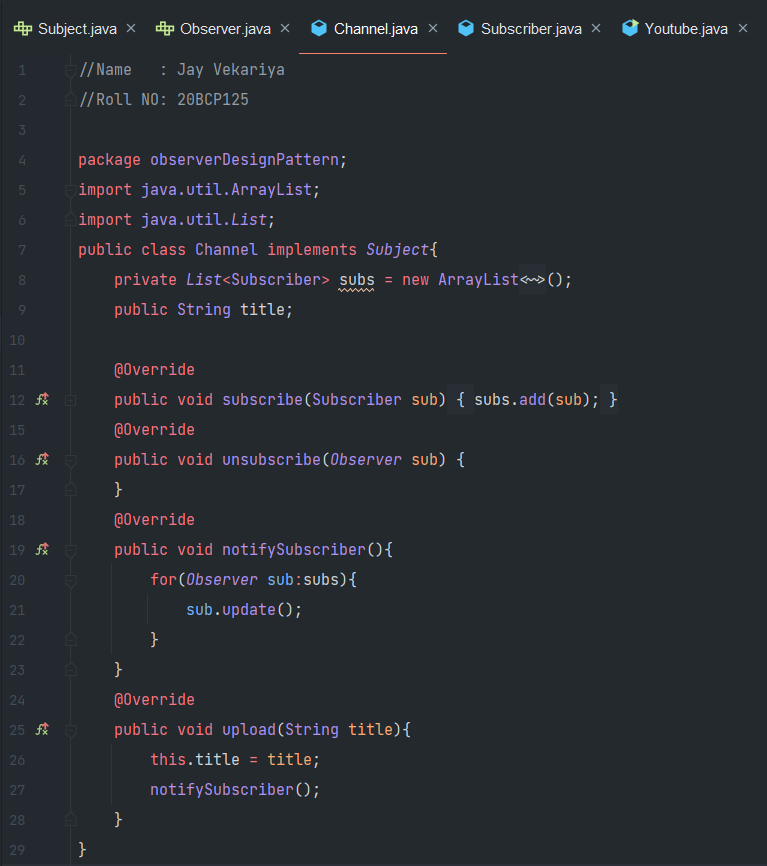 Subject.java × Observer.java × Channel.java × Subscriber.java × Youtube.java ×
1 //Name   : Jay Vekariya
2 //Roll NO: 20BCP125
3
4 package observerDesignPattern;
5 import java.util.ArrayList;
6 import java.util.List;
7 public class Channel implements Subject{
8     private List<Subscriber> subs = new ArrayList<~>();
9     public String title;
10
11     @Override
12     public void subscribe(Subscriber sub) { subs.add(sub); }
15     @Override
16     public void unsubscribe(Observer sub) {
17     }
18     @Override
19     public void notifySubscriber(){
20         for(Observer sub:subs){
21             sub.update();
22         }
23     }
24     @Override
25     public void upload(String title){
26         this.title = title;
27         notifySubscriber();
28     }
29 }